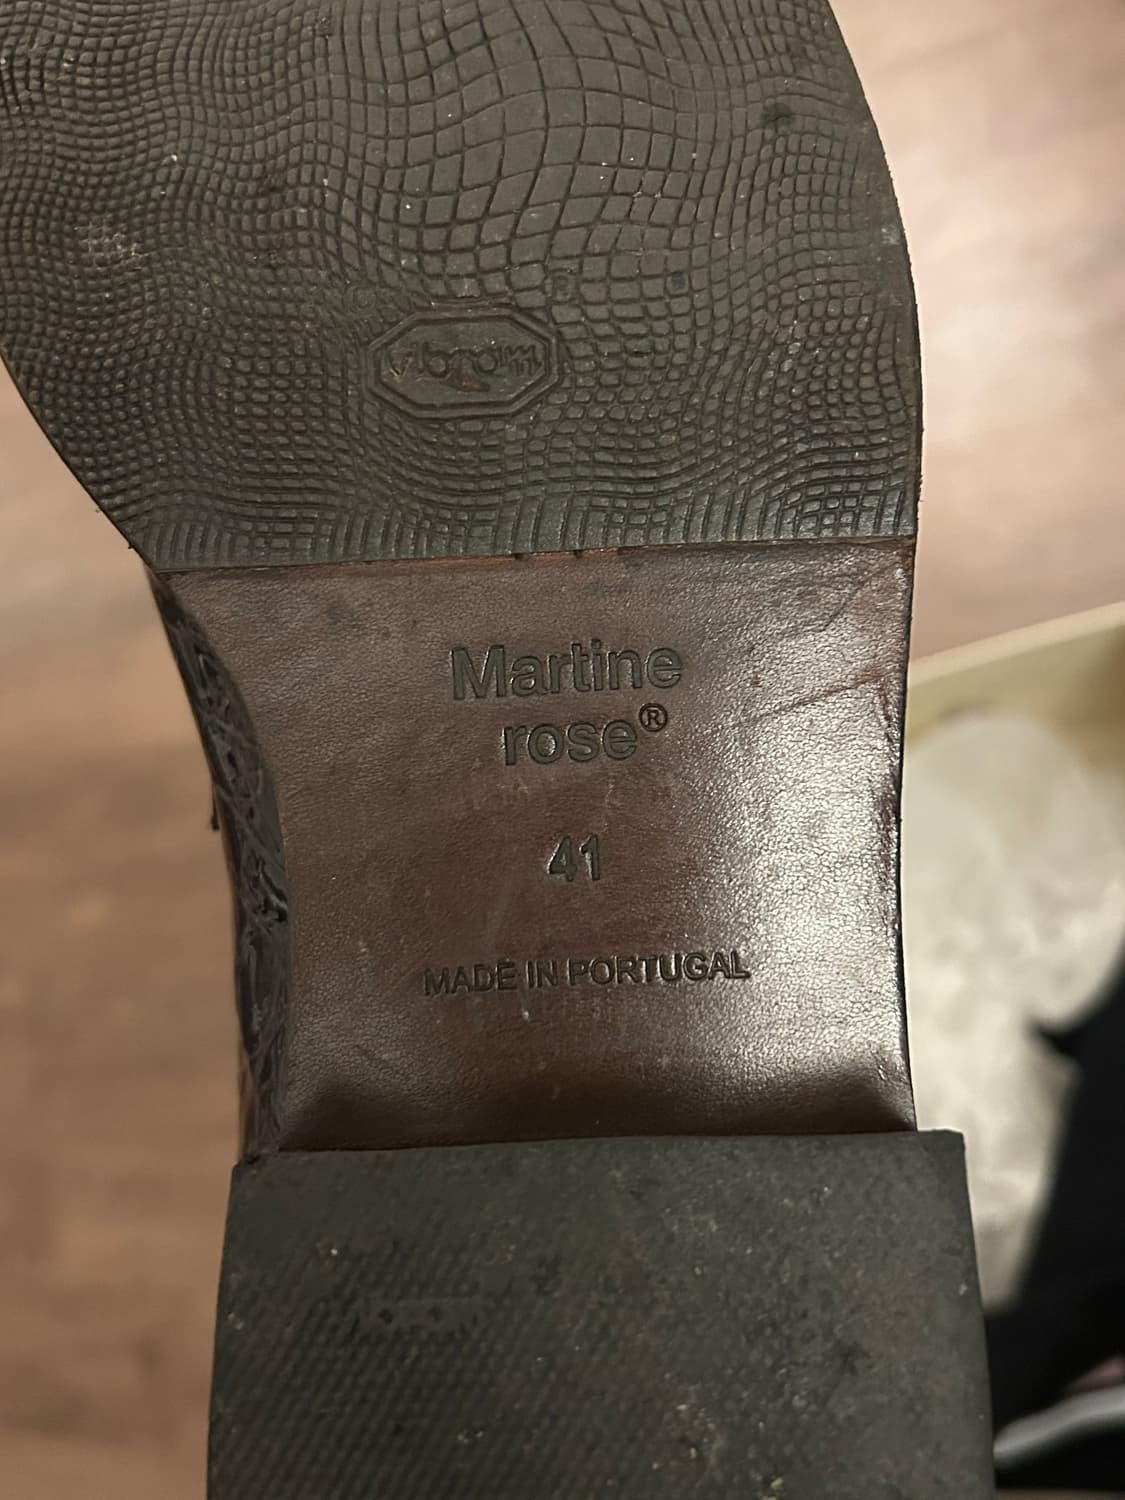 vibram
Martine
rose®
41
MADE IN PORTUGAL